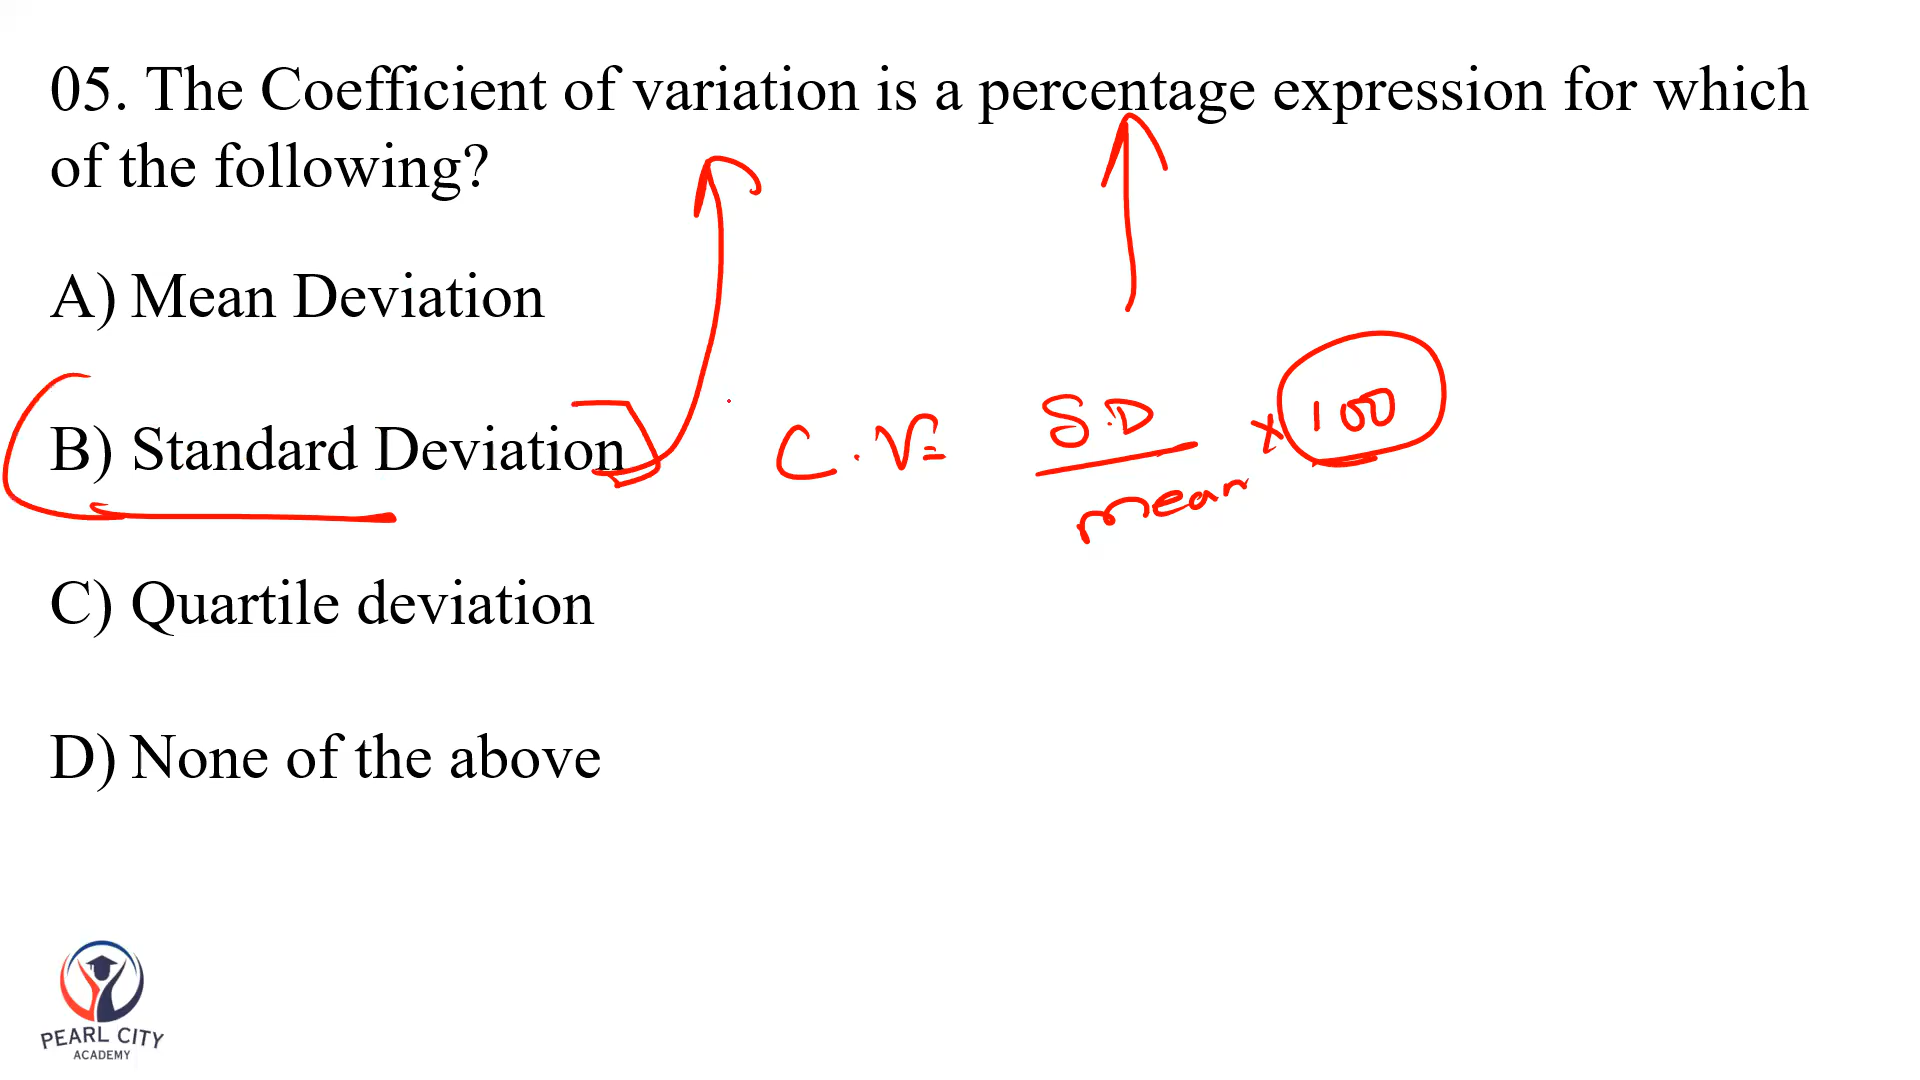 05. The Coefficient of variation is a percentage expression for which
of the following?
A) Mean Deviation
B) Standard Deviation
C.V= S.D
mean
× 100
C) Quartile deviation
D) None of the above
PEARL CITY
ACADEMY